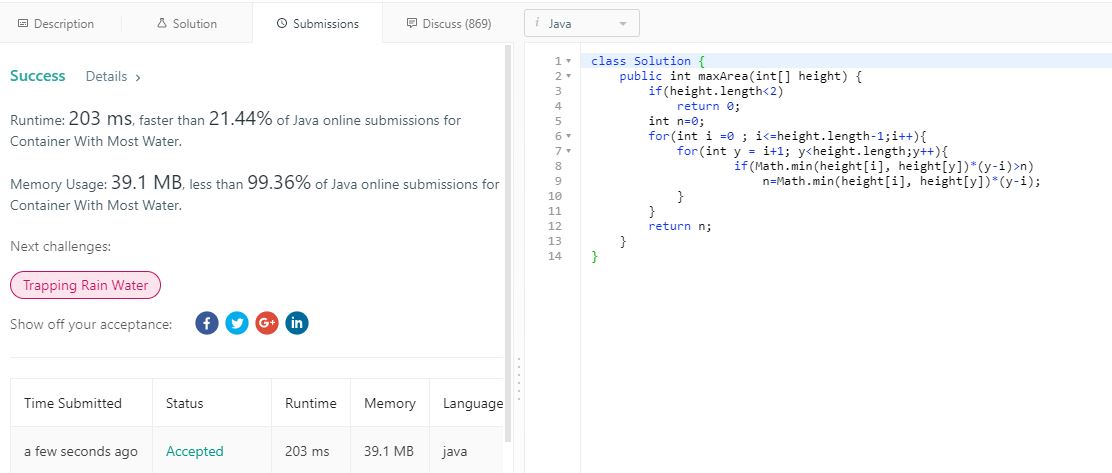 Description
Solution
Submissions
Discuss (869)
i Java
Success Details >
Runtime: 203 ms, faster than 21.44% of Java online submissions for
Container With Most Water.
Memory Usage: 39.1 MB, less than 99.36% of Java online submissions for
Container With Most Water.
Next challenges:
Trapping Rain Water
Show off your acceptance: f G+ in
Time Submitted Status Runtime Memory Language
a few seconds ago Accepted 203 ms 39.1 MB java
1 class Solution {
2     public int maxArea(int[] height) {
3         if(height.length<2)
4             return 0;
5         int n=0;
6         for(int i =0 ; i<=height.length-1;i++){
7             for(int y = i+1; y<height.length;y++){
8                     if(Math.min(height[i], height[y])*(y-i)>n)
9                         n=Math.min(height[i], height[y])*(y-i);
10             }
11         }
12         return n;
13     }
14 }